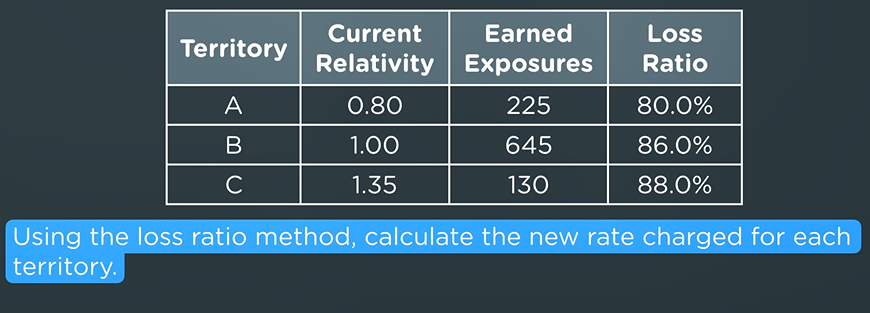 Territory Current Relativity Earned Exposures Loss Ratio
A 0.80 225 80.0%
B 1.00 645 86.0%
C 1.35 130 88.0%
Using the loss ratio method, calculate the new rate charged for each
territory.